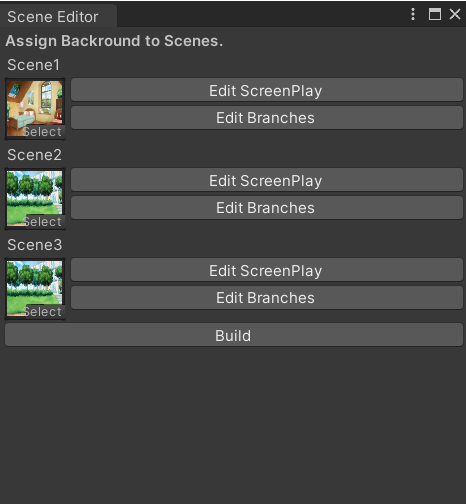 Scene Editor
Assign Backround to Scenes.
Scene1
Select
Edit ScreenPlay
Edit Branches
Scene2
Select
Edit ScreenPlay
Edit Branches
Scene3
Select
Edit ScreenPlay
Edit Branches
Build